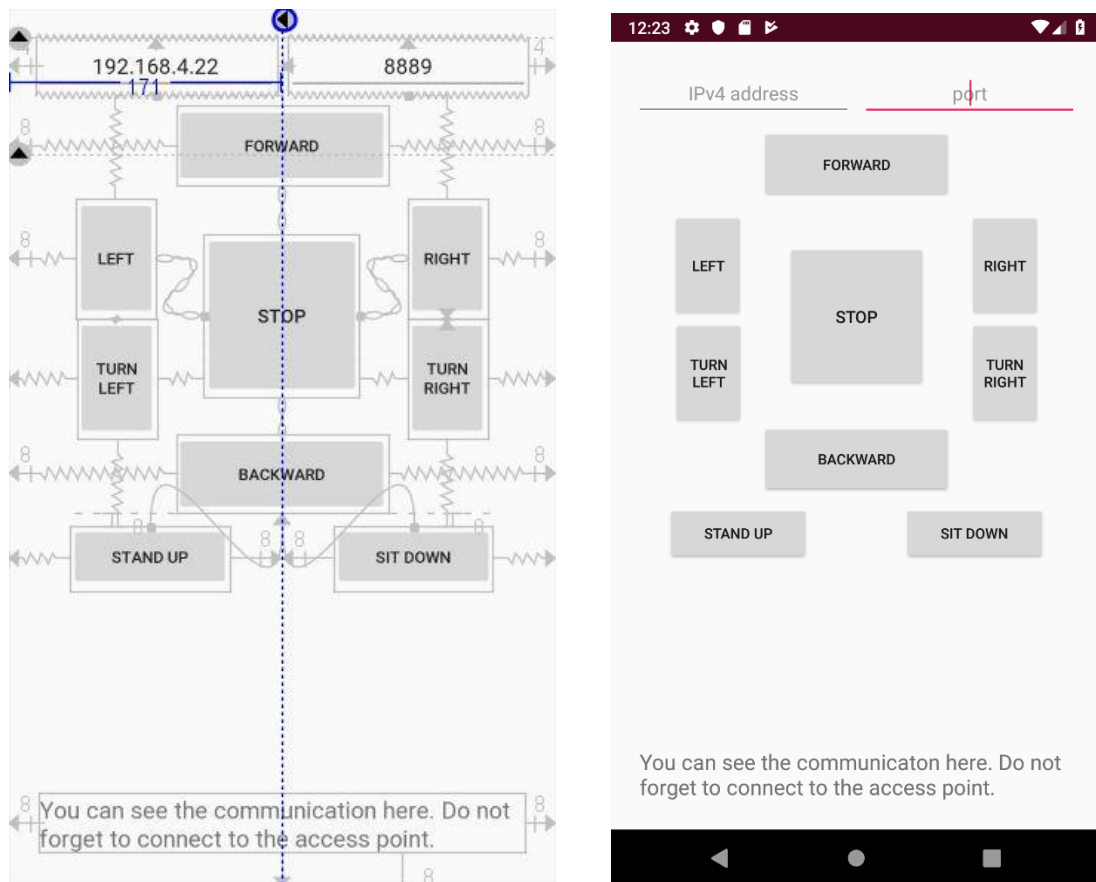 4
4
192.168.4.22
8889
171
8
8
FORWARD
8
8
LEFT
RIGHT
STOP
TURN
LEFT
TURN
RIGHT
8
8
BACKWARD
8
8
8
8
STAND UP
SIT DOWN
8
8
You can see the communication here. Do not
forget to connect to the access point.
8
12:23
IPv4 address
port
FORWARD
LEFT
RIGHT
STOP
TURN
LEFT
TURN
RIGHT
BACKWARD
STAND UP
SIT DOWN
You can see the communicaton here. Do not
forget to connect to the access point.